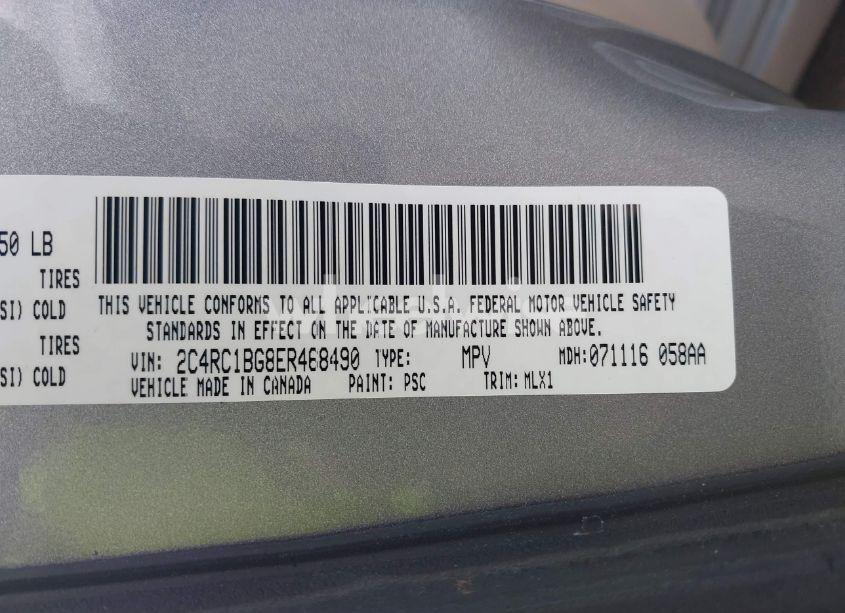 50 LB
TIRES
SI) COLD
TIRES
SI) COLD
THIS VEHICLE CONFORMS TO ALL APPLICABLE U.S.A. FEDERAL MOTOR VEHICLE SAFETY
STANDARDS IN EFFECT ON THE DATE OF MANUFACTURE SHOWN ABOVE.
VIN: 2C4RC1BG8ER468490 TYPE: MPV MDH:071116 058AA
VEHICLE MADE IN CANADA PAINT: PSC TRIM: MLX1